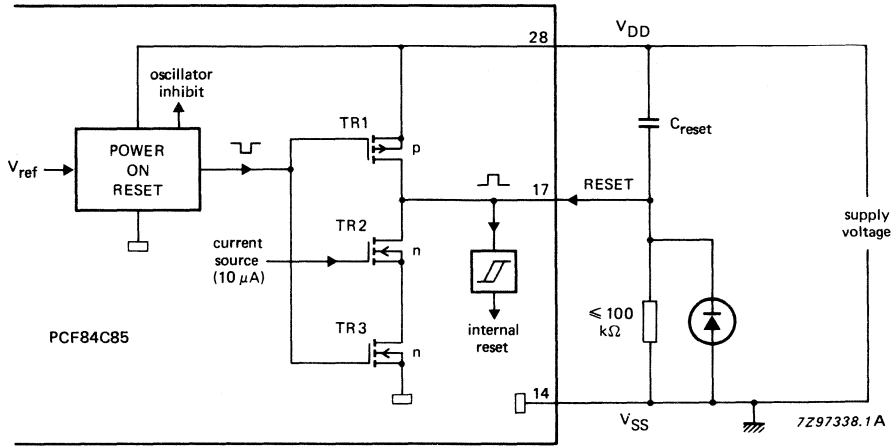 28
V_DD
oscillator
inhibit
TR1
C_reset
POWER
ON
RESET
p
V_ref
17
RESET
supply
voltage
TR2
current
source
(10 μA)
n
≤ 100
kΩ
internal
reset
TR3
PCF84C85
n
14
V_SS
7Z97338.1A